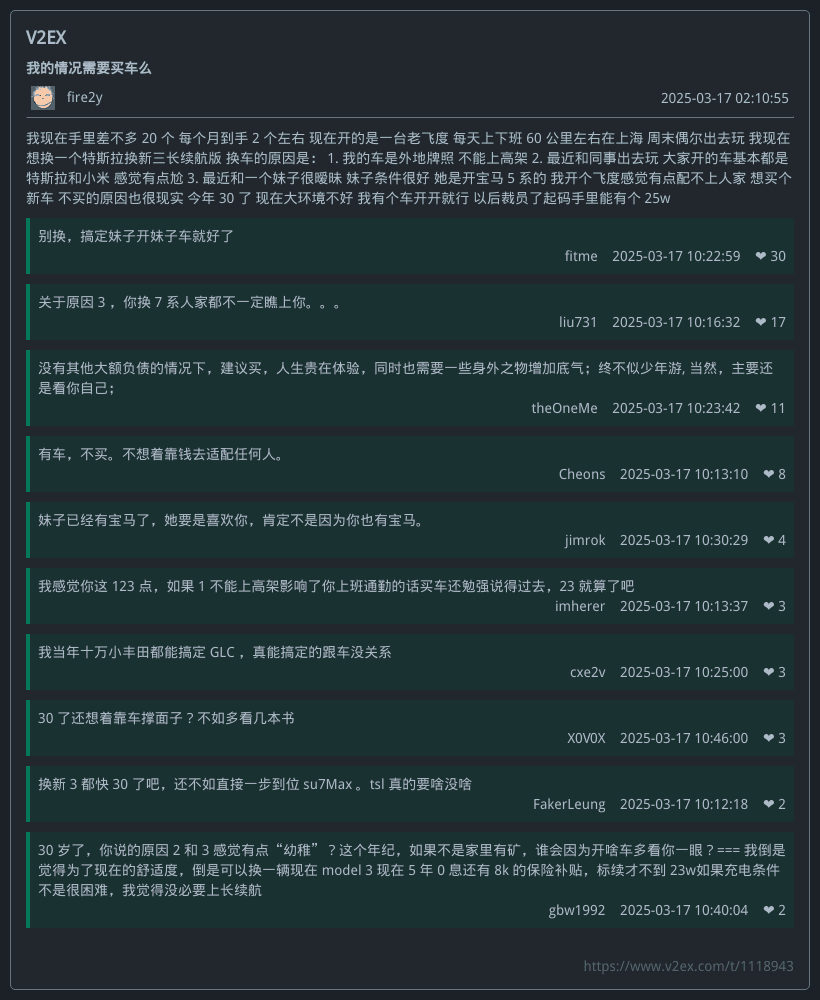 V2EX
我的情况需要买车么
fire2y
2025-03-17 02:10:55
我现在手里差不多 20 个 每个月到手 2 个左右 现在开的是一台老飞度 每天上下班 60 公里左右在上海 周末偶尔出去玩 我现在
想换一个特斯拉换新三长续航版 换车的原因是： 1. 我的车是外地牌照 不能上高架 2. 最近和同事出去玩 大家开的车基本都是
特斯拉和小米 感觉有点尬 3. 最近和一个妹子很暧昧 妹子条件很好 她是开宝马 5 系的 我开个飞度感觉有点配不上人家 想买个
新车 不买的原因也很现实 今年 30 了 现在大环境不好 我有个车开开就行 以后裁员了起码手里能有个 25w
别换，搞定妹子开妹子车就好了
fitme 2025-03-17 10:22:59 ❤ 30
关于原因 3 ，你换 7 系人家都不一定瞧上你。。。
liu731 2025-03-17 10:16:32 ❤ 17
没有其他大额负债的情况下，建议买，人生贵在体验，同时也需要一些身外之物增加底气；终不似少年游, 当然，主要还
是看你自己；
theOneMe 2025-03-17 10:23:42 ❤ 11
有车，不买。不想着靠钱去适配任何人。
Cheons 2025-03-17 10:13:10 ❤ 8
妹子已经有宝马了，她要是喜欢你，肯定不是因为你也有宝马。
jimrok 2025-03-17 10:30:29 ❤ 4
我感觉你这 123 点，如果 1 不能上高架影响了你上班通勤的话买车还勉强说得过去，23 就算了吧
imherer 2025-03-17 10:13:37 ❤ 3
我当年十万小丰田都能搞定 GLC ，真能搞定的跟车没关系
cxe2v 2025-03-17 10:25:00 ❤ 3
30 了还想着靠车撑面子？不如多看几本书
X0V0X 2025-03-17 10:46:00 ❤ 3
换新 3 都快 30 了吧，还不如直接一步到位 su7Max 。tsl 真的要啥没啥
FakerLeung 2025-03-17 10:12:18 ❤ 2
30 岁了，你说的原因 2 和 3 感觉有点“幼稚” ？这个年纪，如果不是家里有矿，谁会因为开啥车多看你一眼？=== 我倒是
觉得为了现在的舒适度，倒是可以换一辆现在 model 3 现在 5 年 0 息还有 8k 的保险补贴，标续才不到 23w如果充电条件
不是很困难，我觉得没必要上长续航
gbw1992 2025-03-17 10:40:04 ❤ 2
https://www.v2ex.com/t/1118943